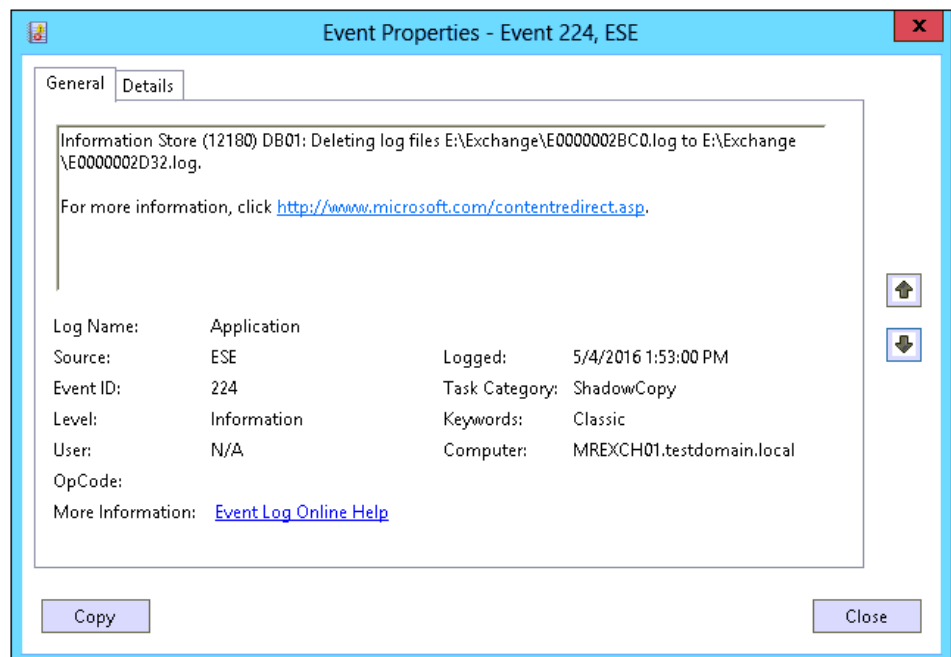 Event Properties - Event 224, ESE
x
General Details
Information Store (12180) DB01: Deleting log files E:\Exchange\E0000002BC0.log to E:\Exchange
\E0000002D32.log.
For more information, click http://www.microsoft.com/contentredirect.asp.
Log Name: Application
Source: ESE Logged: 5/4/2016 1:53:00 PM
Event ID: 224 Task Category: ShadowCopy
Level: Information Keywords: Classic
User: N/A Computer: MREXCH01.testdomain.local
OpCode:
More Information: Event Log Online Help
Copy Close